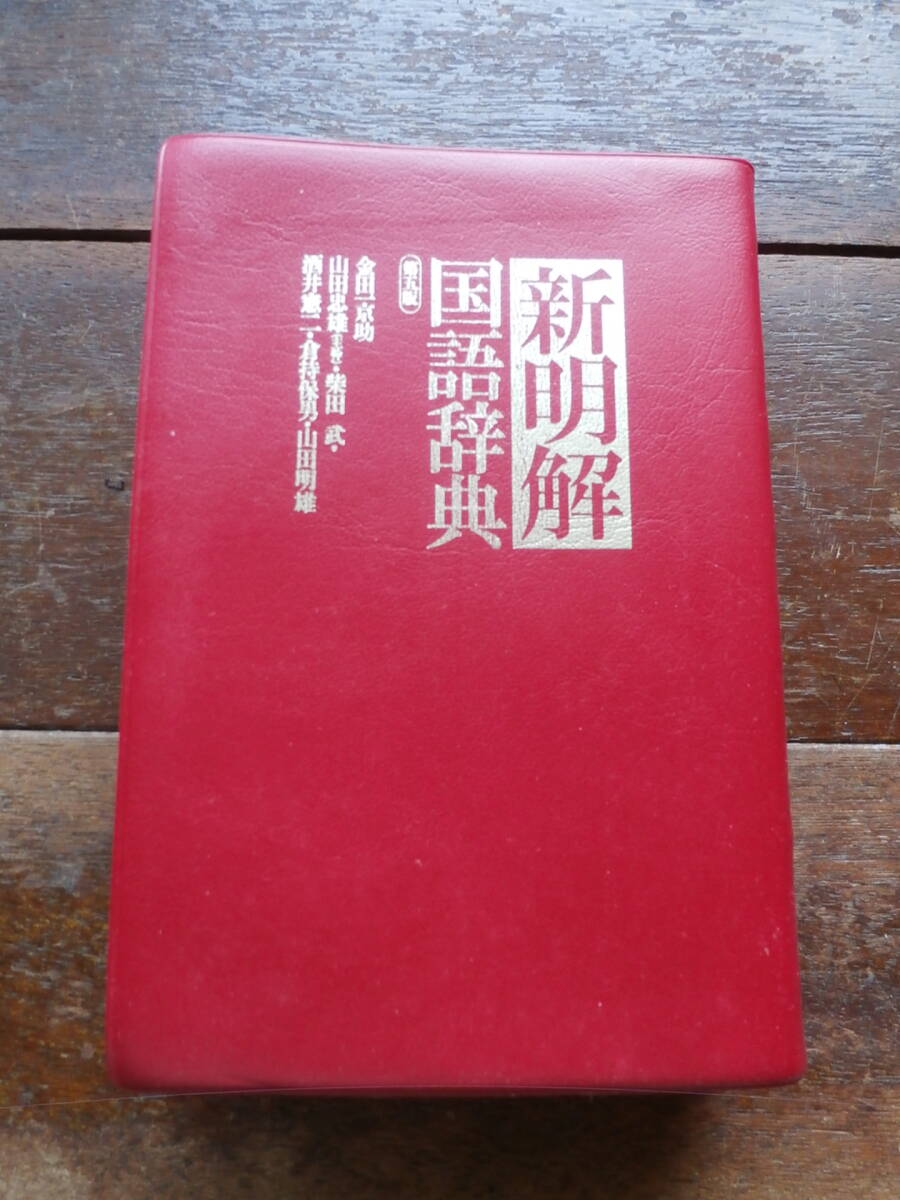 新明解
国語辞典
第五版
金田一京助
山田忠雄(主幹)・柴田 武・
酒井憲二・倉持保男・山田明雄